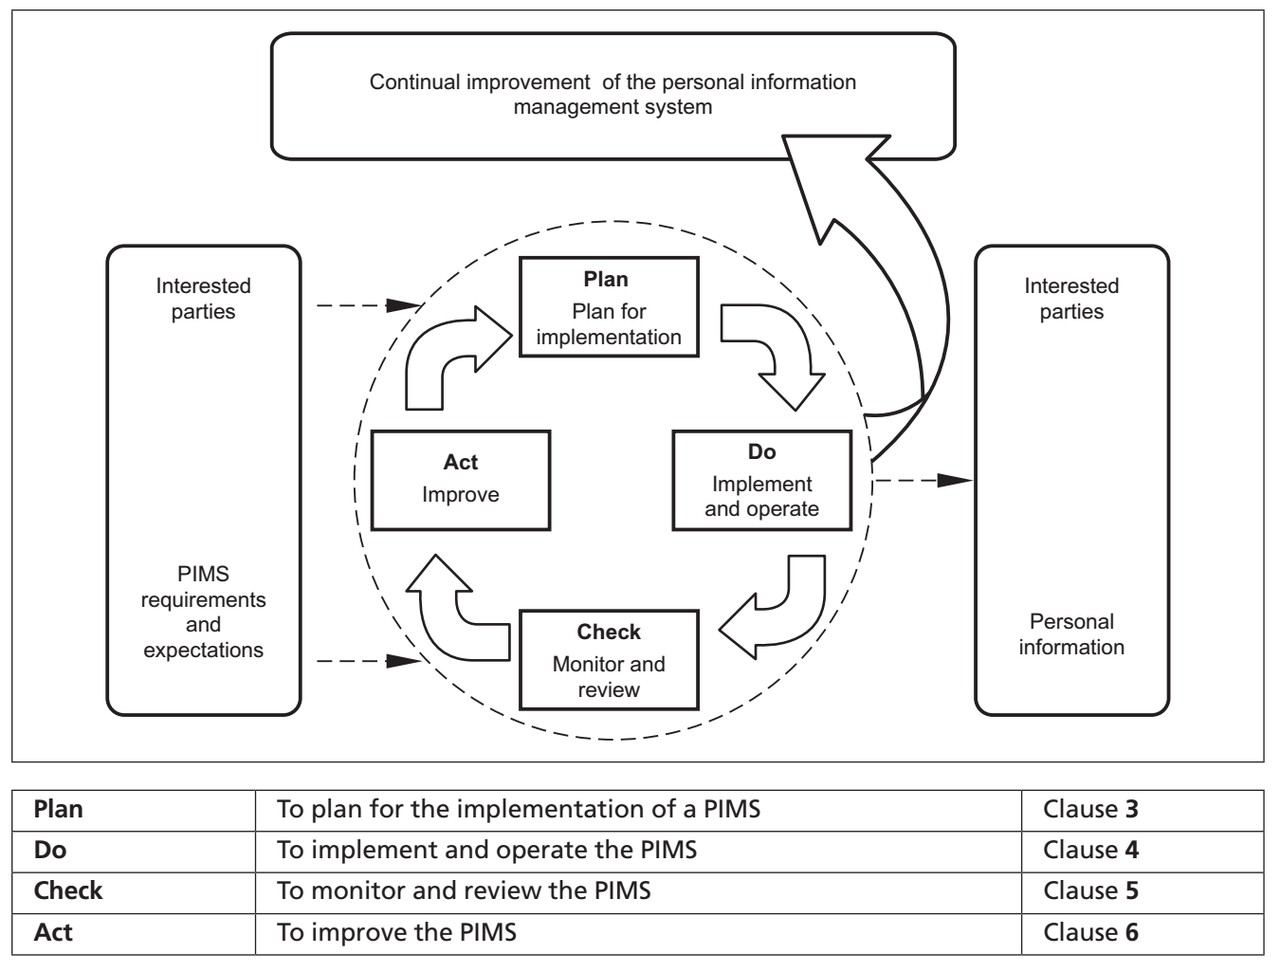 Continual improvement of the personal information
management system
Interested
parties
PIMS
requirements
and
expectations
Plan
Plan for
implementation
Act
Improve
Do
Implement
and operate
Check
Monitor and
review
Interested
parties
Personal
information
Plan To plan for the implementation of a PIMS Clause 3
Do To implement and operate the PIMS Clause 4
Check To monitor and review the PIMS Clause 5
Act To improve the PIMS Clause 6